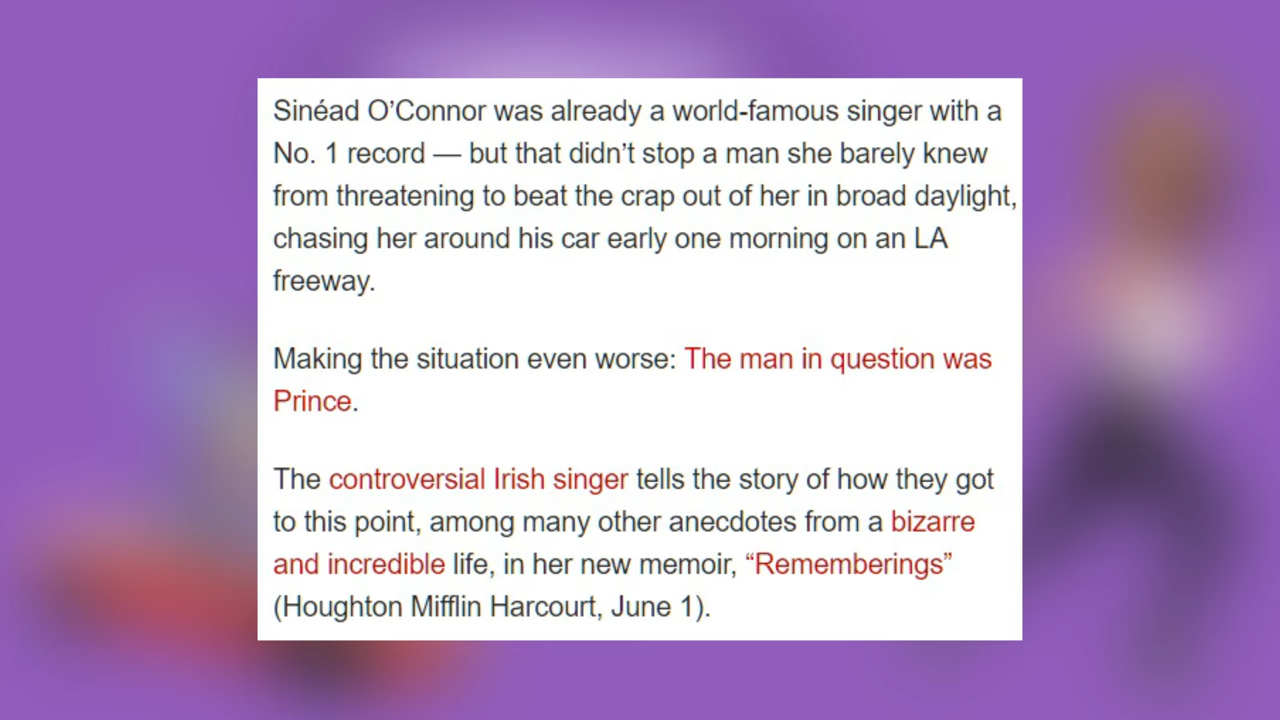 Sinéad O’Connor was already a world-famous singer with a
No. 1 record — but that didn’t stop a man she barely knew
from threatening to beat the crap out of her in broad daylight,
chasing her around his car early one morning on an LA
freeway.
Making the situation even worse: The man in question was
Prince.
The controversial Irish singer tells the story of how they got
to this point, among many other anecdotes from a bizarre
and incredible life, in her new memoir, “Rememberings”
(Houghton Mifflin Harcourt, June 1).